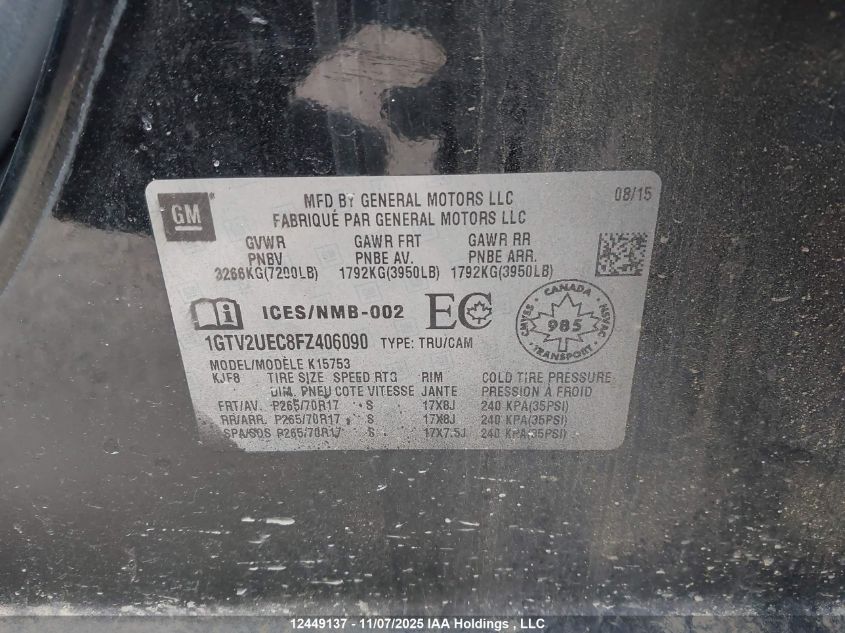 GM
MFD BY GENERAL MOTORS LLC
08/15
FABRIQUÉ PAR GENERAL MOTORS LLC
GVWR GAWR FRT GAWR RR
PNBV PNBE AV. PNBE ARR.
3266KG(7200LB) 1792KG(3950LB) 1792KG(3950LB)
i ICES/NMB-002 EC
CANADA
CMVSS 985 NSVAC
TRANSPORT
1GTV2UEC8FZ406090 TYPE: TRU/CAM
MODEL/MODÈLE K15753
KJF8 TIRE SIZE SPEED RTG RIM COLD TIRE PRESSURE
DIM. PNEU COTE VITESSE JANTE PRESSION A FROID
FRT/AV. P265/70R17 S 17X8J 240 KPA(35PSI)
RR/ARR. P265/70R17 S 17X8J 240 KPA(35PSI)
SPA/SOS P265/70R17 S 17X7.5J 240 KPA(35PSI)
12449137 - 11/07/2025 IAA Holdings , LLC